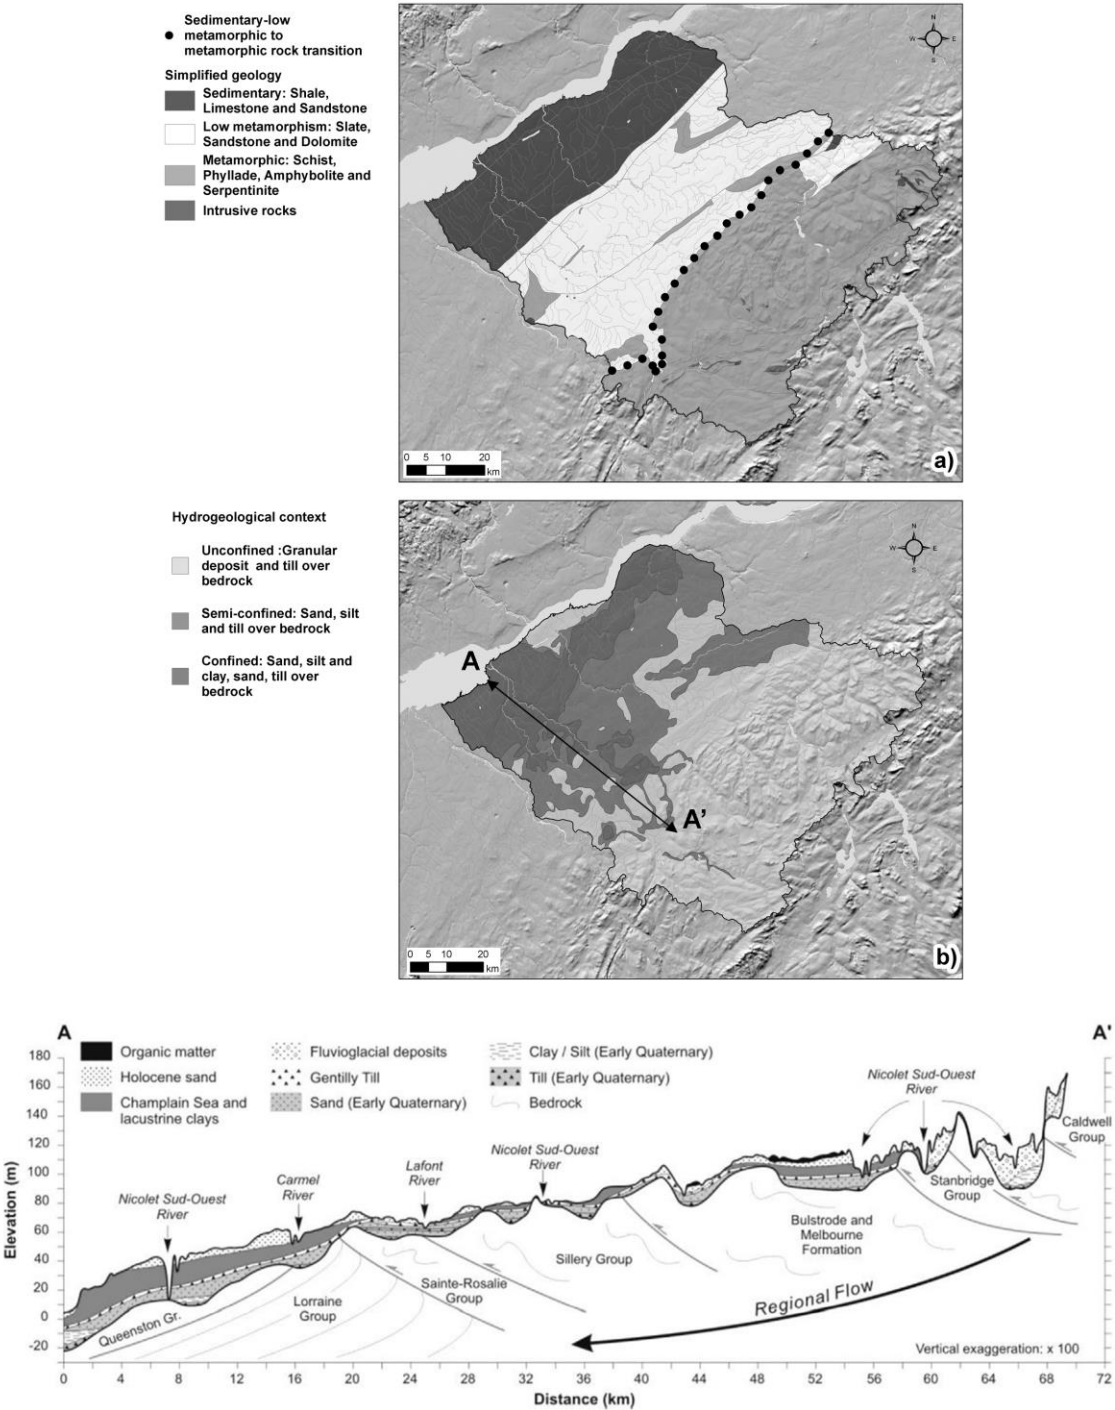 Sedimentary-low
metamorphic to
metamorphic rock transition
Simplified geology
Sedimentary: Shale,
Limestone and Sandstone
Low metamorphism: Slate,
Sandstone and Dolomite
Metamorphic: Schist,
Phyllade, Amphybolite and
Serpentinite
Intrusive rocks
N
W E
S
0 5 10 20
km
a)
Hydrogeological context
Unconfined :Granular
deposit and till over
bedrock
Semi-confined: Sand, silt
and till over bedrock
Confined: Sand, silt and
clay, sand, till over
bedrock
N
W E
S
A
A'
0 5 10 20
km
b)
A
A'
Organic matter
Holocene sand
Champlain Sea and
lacustrine clays
Fluvioglacial deposits
Gentilly Till
Sand (Early Quaternary)
Clay / Silt (Early Quaternary)
Till (Early Quaternary)
Bedrock
180
160
140
120
100
80
60
40
20
0
-20
Elevation (m)
Nicolet Sud-Ouest
River
Carmel
River
Lafont
River
Nicolet Sud-Ouest
River
Nicolet Sud-Ouest
River
Caldwell
Group
Stanbridge
Group
Bulstrode and
Melbourne
Formation
Sillery Group
Sainte-Rosalie
Group
Lorraine
Group
Queenston Gr.
Regional Flow
Vertical exaggeration: x 100
0 4 8 12 16 20 24 28 32 36 40 44 48 52 56 60 64 68 72
Distance (km)